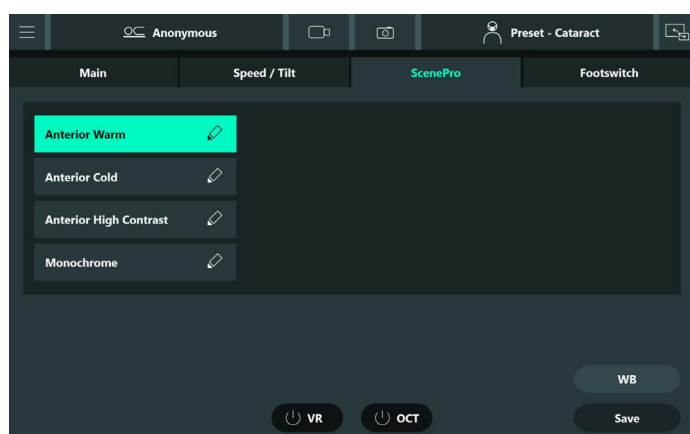 Anonymous
Preset - Cataract
Main
Speed / Tilt
ScenePro
Footswitch
Anterior Warm
Anterior Cold
Anterior High Contrast
Monochrome
WB
VR
OCT
Save